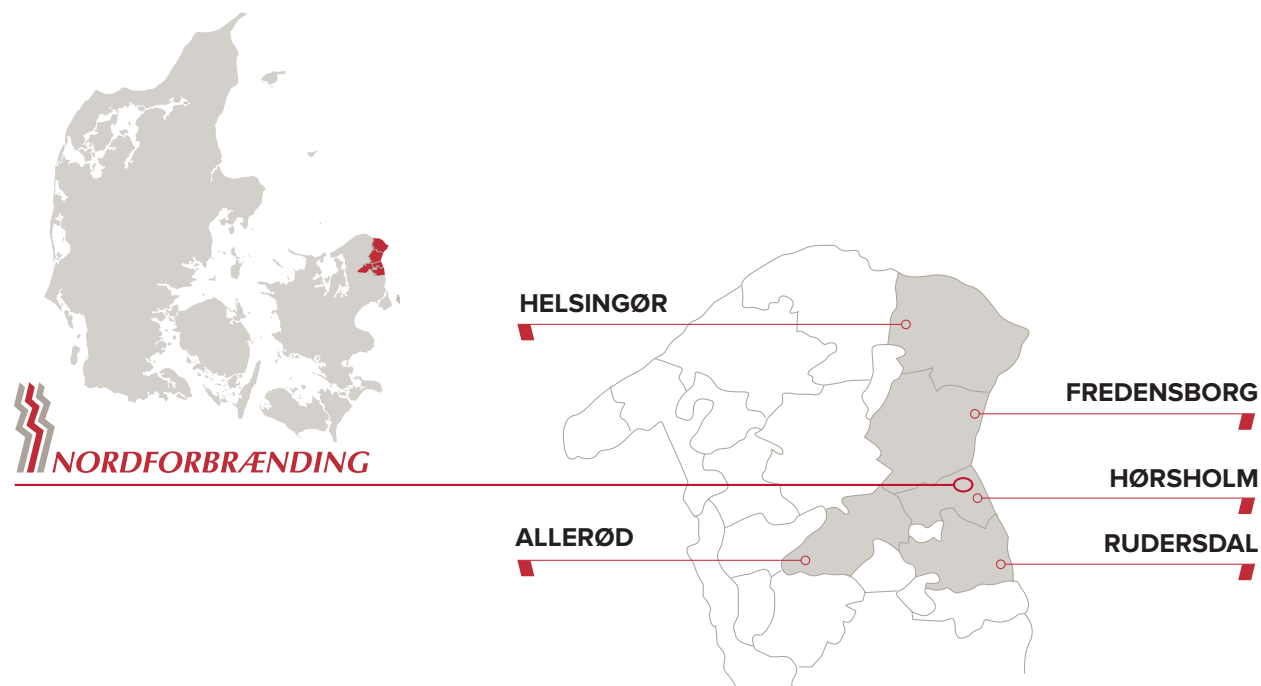 HELSINGØR
FREDENSBORG
NORDFORBRÆNDING
HØRSHOLM
ALLERØD
RUDERSDAL